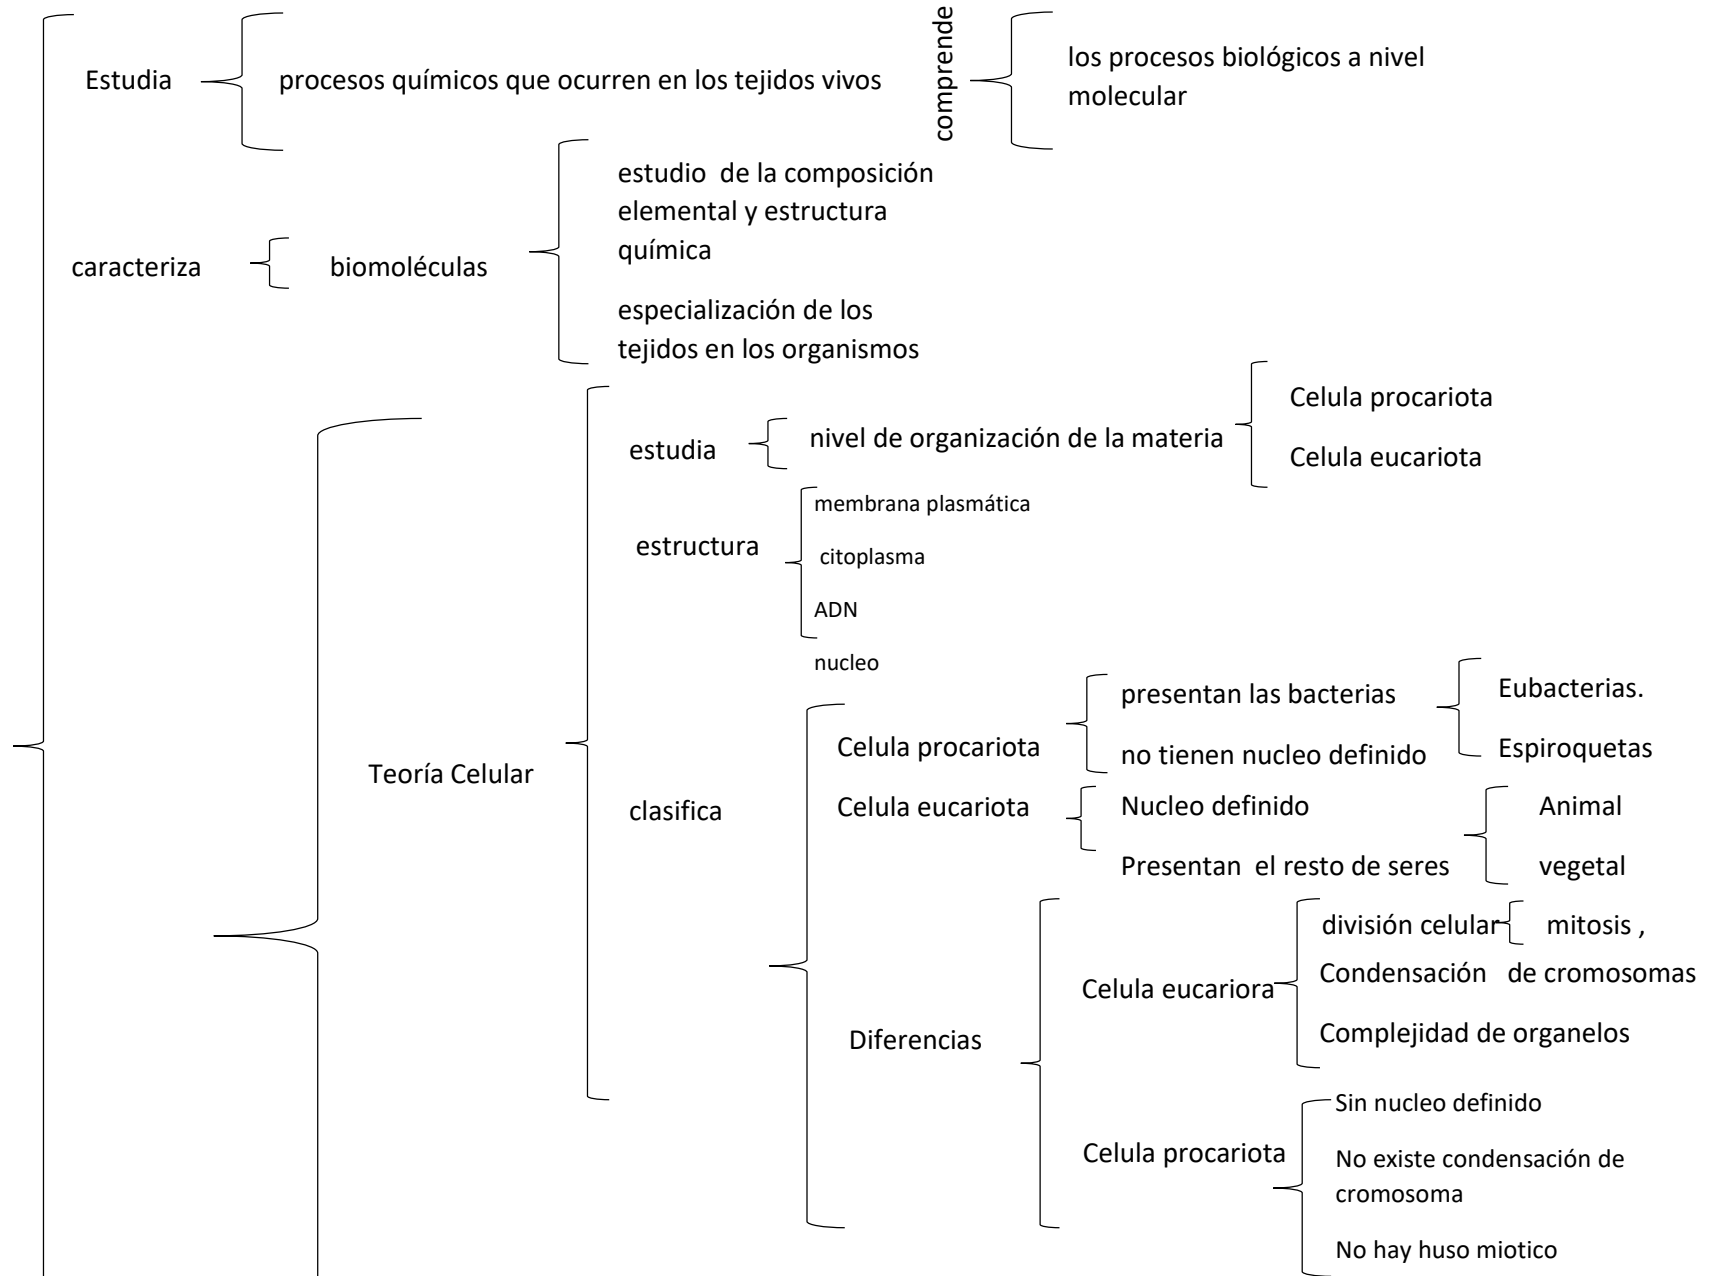 Estudia
procesos químicos que ocurren en los tejidos vivos
comprende
los procesos biológicos a nivel
molecular
caracteriza
biomoléculas
estudio  de la composición
elemental y estructura
química
especialización de los
tejidos en los organismos
Teoría Celular
estudia
nivel de organización de la materia
Celula procariota
Celula eucariota
estructura
membrana plasmática
citoplasma
ADN
nucleo
clasifica
Celula procariota
presentan las bacterias
Eubacterias.
Espiroquetas
no tienen nucleo definido
Celula eucariota
Nucleo definido
Presentan  el resto de seres
Animal
vegetal
Diferencias
Celula eucariora
división celular
mitosis ,
Condensación   de cromosomas
Complejidad de organelos
Celula procariota
Sin nucleo definido
No existe condensación de
cromosoma
No hay huso miotico